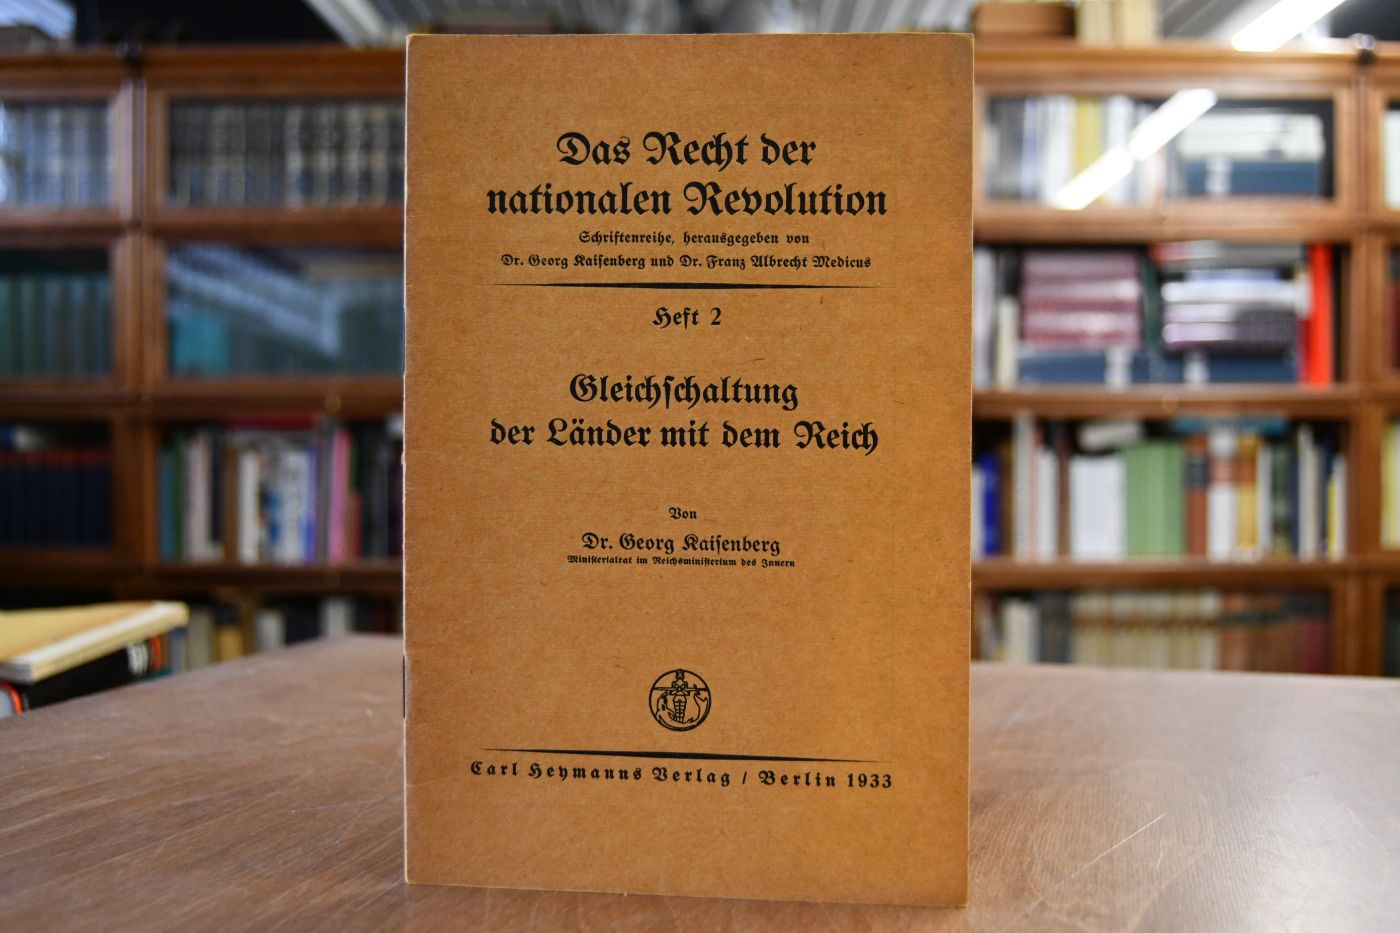 Das Recht der
nationalen Revolution
Schriftenreihe, herausgegeben von
Dr. Georg Kaiſenberg und Dr. Franz Albrecht Medicus
Heft 2
Gleichſchaltung
der Länder mit dem Reich
Von
Dr. Georg Kaiſenberg
Miniſterialrat im Reichsminiſterium des Innern
Carl Heymanns Verlag / Berlin 1933